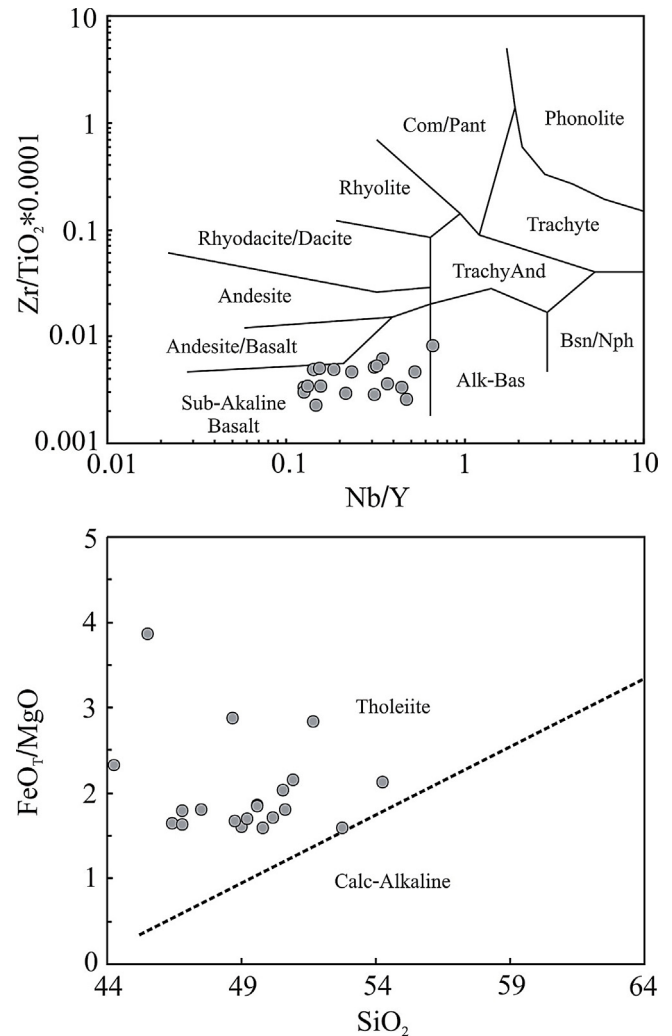 10
1
0.1
0.01
0.001
Zr/TiO₂*0.0001
Com/Pant
Phonolite
Rhyolite
Trachyte
Rhyodacite/Dacite
TrachyAnd
Andesite
Bsn/Nph
Andesite/Basalt
Alk-Bas
Sub-Akaline
Basalt
0.01
0.1
1
10
Nb/Y
5
4
3
2
1
0
FeO_T/MgO
Tholeiite
Calc-Alkaline
44
49
54
59
64
SiO₂